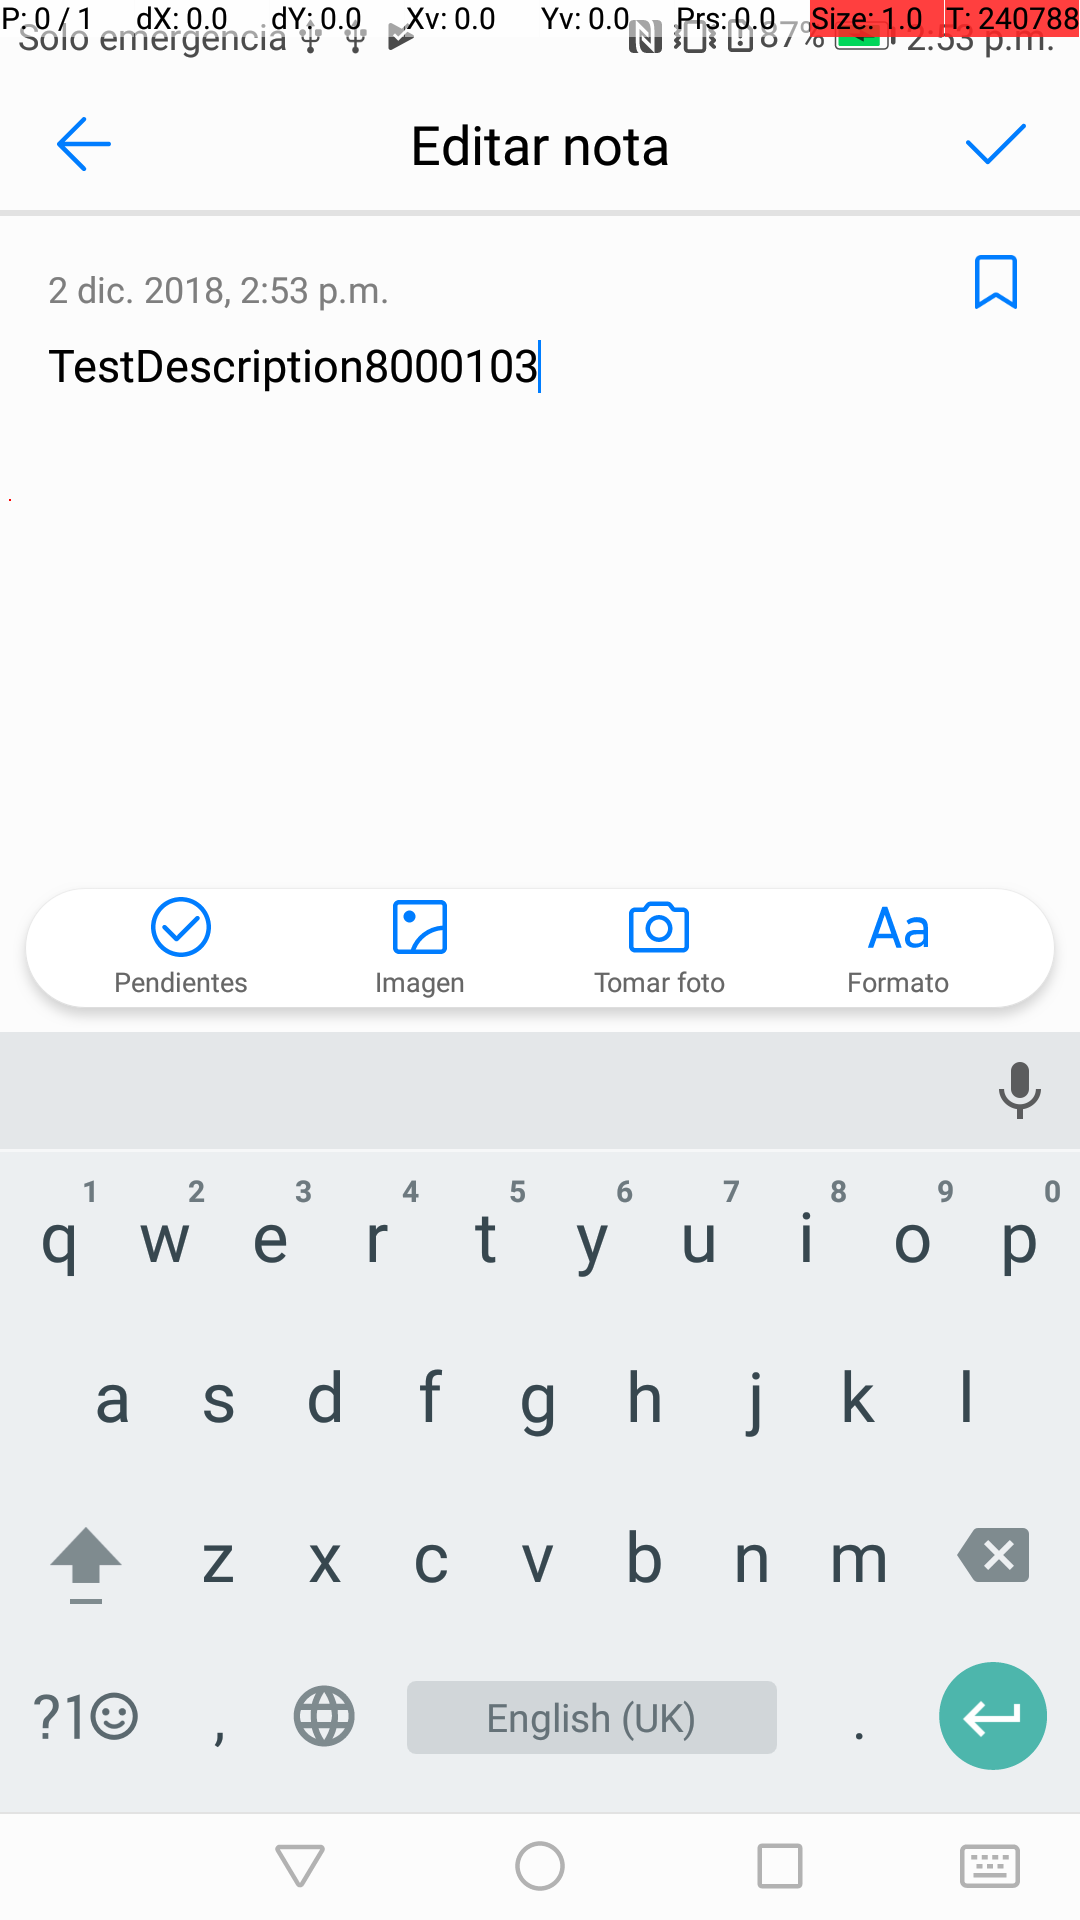 P: 0 / 1 dX: 0.0 dY: 0.0 Xv: 0.0 Yv: 0.0 Prs: 0.0 Size: 1.0 T: 240788
Solo emergencia 87% 2:53 p.m.
Editar nota
2 dic. 2018, 2:53 p.m.
TestDescription8000103
Pendientes Imagen Tomar foto Aa Formato
1 2 3 4 5 6 7 8 9 0
q w e r t y u i o p
a s d f g h j k l
z x c v b n m
?1 , English (UK) .